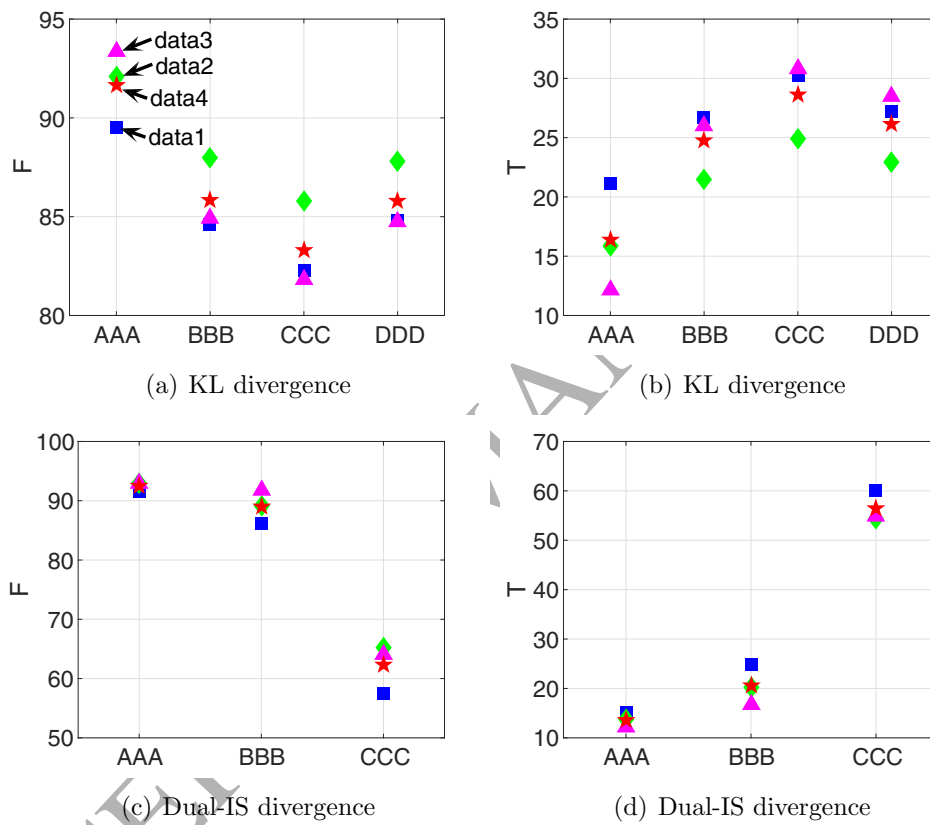 95
90
85
80
F
data3
data2
data4
data1
AAA BBB CCC DDD
(a) KL divergence
35
30
25
20
15
10
T
AAA BBB CCC DDD
(b) KL divergence
100
90
80
70
60
50
F
AAA BBB CCC
(c) Dual-IS divergence
70
60
50
40
30
20
10
T
AAA BBB CCC
(d) Dual-IS divergence